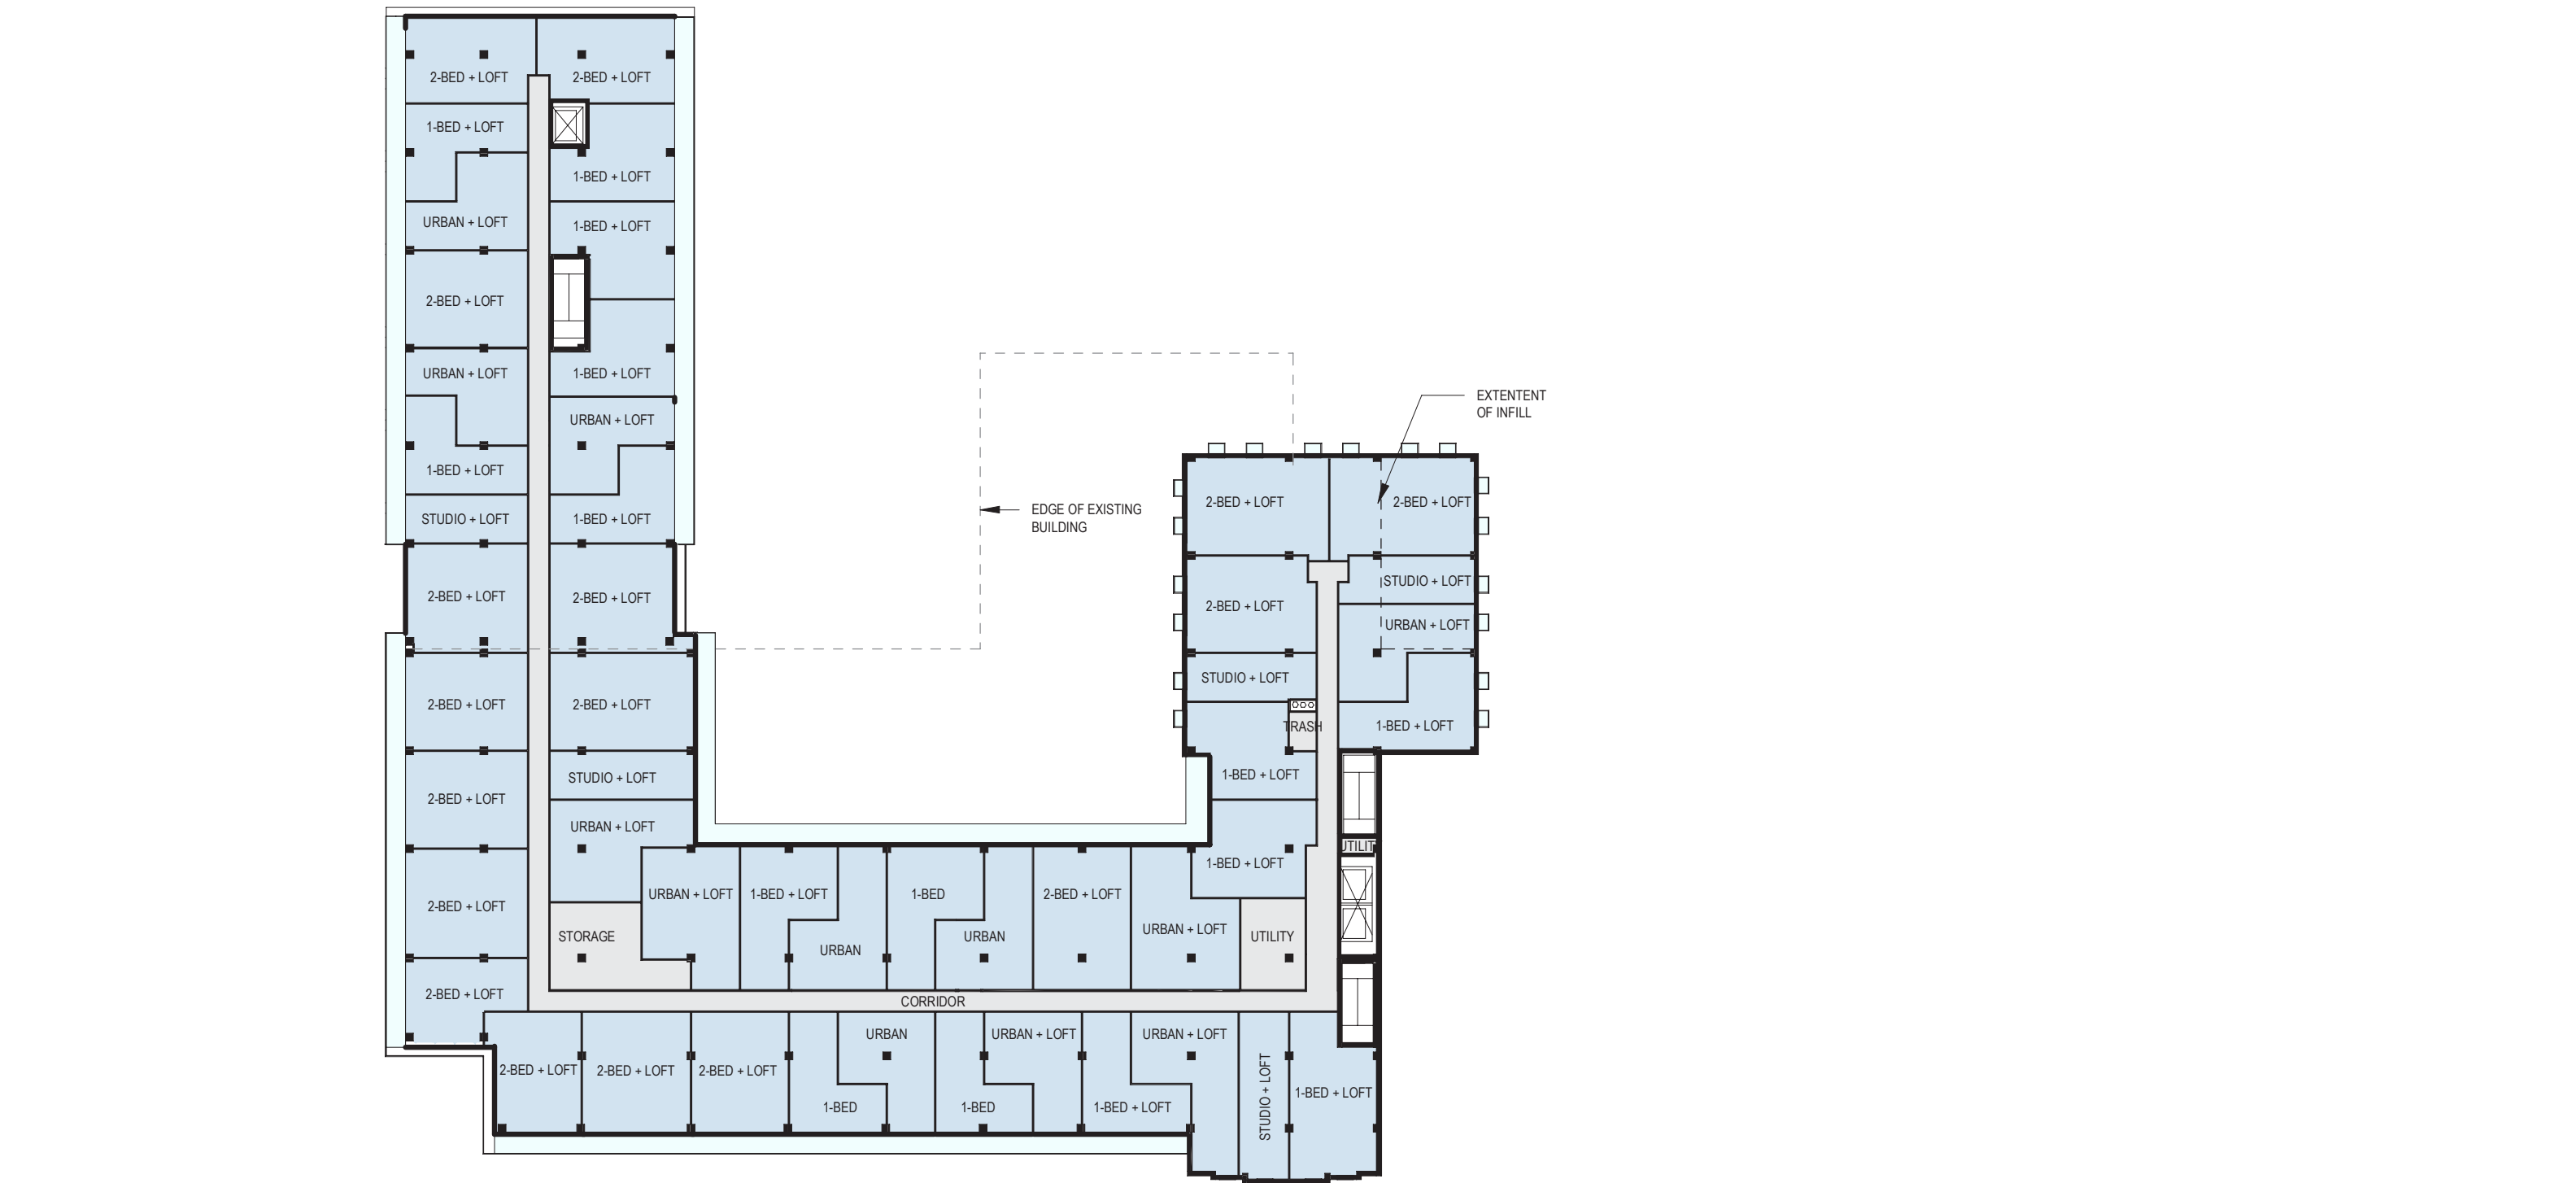 2-BED + LOFT
2-BED + LOFT
1-BED + LOFT
1-BED + LOFT
URBAN + LOFT
1-BED + LOFT
2-BED + LOFT
URBAN + LOFT
1-BED + LOFT
URBAN + LOFT
1-BED + LOFT
STUDIO + LOFT
1-BED + LOFT
2-BED + LOFT
2-BED + LOFT
2-BED + LOFT
2-BED + LOFT
2-BED + LOFT
STUDIO + LOFT
URBAN + LOFT
2-BED + LOFT
STORAGE
2-BED + LOFT
EDGE OF EXISTING
BUILDING
EXTENTENT
OF INFILL
2-BED + LOFT
2-BED + LOFT
2-BED + LOFT
STUDIO + LOFT
URBAN + LOFT
STUDIO + LOFT
TRASH
1-BED + LOFT
1-BED + LOFT
UTILIT
1-BED + LOFT
URBAN + LOFT
1-BED + LOFT
URBAN
1-BED
URBAN
2-BED + LOFT
URBAN + LOFT
UTILITY
CORRIDOR
2-BED + LOFT
2-BED + LOFT
2-BED + LOFT
URBAN
1-BED
URBAN + LOFT
1-BED
URBAN + LOFT
1-BED + LOFT
STUDIO + LOFT
1-BED + LOFT